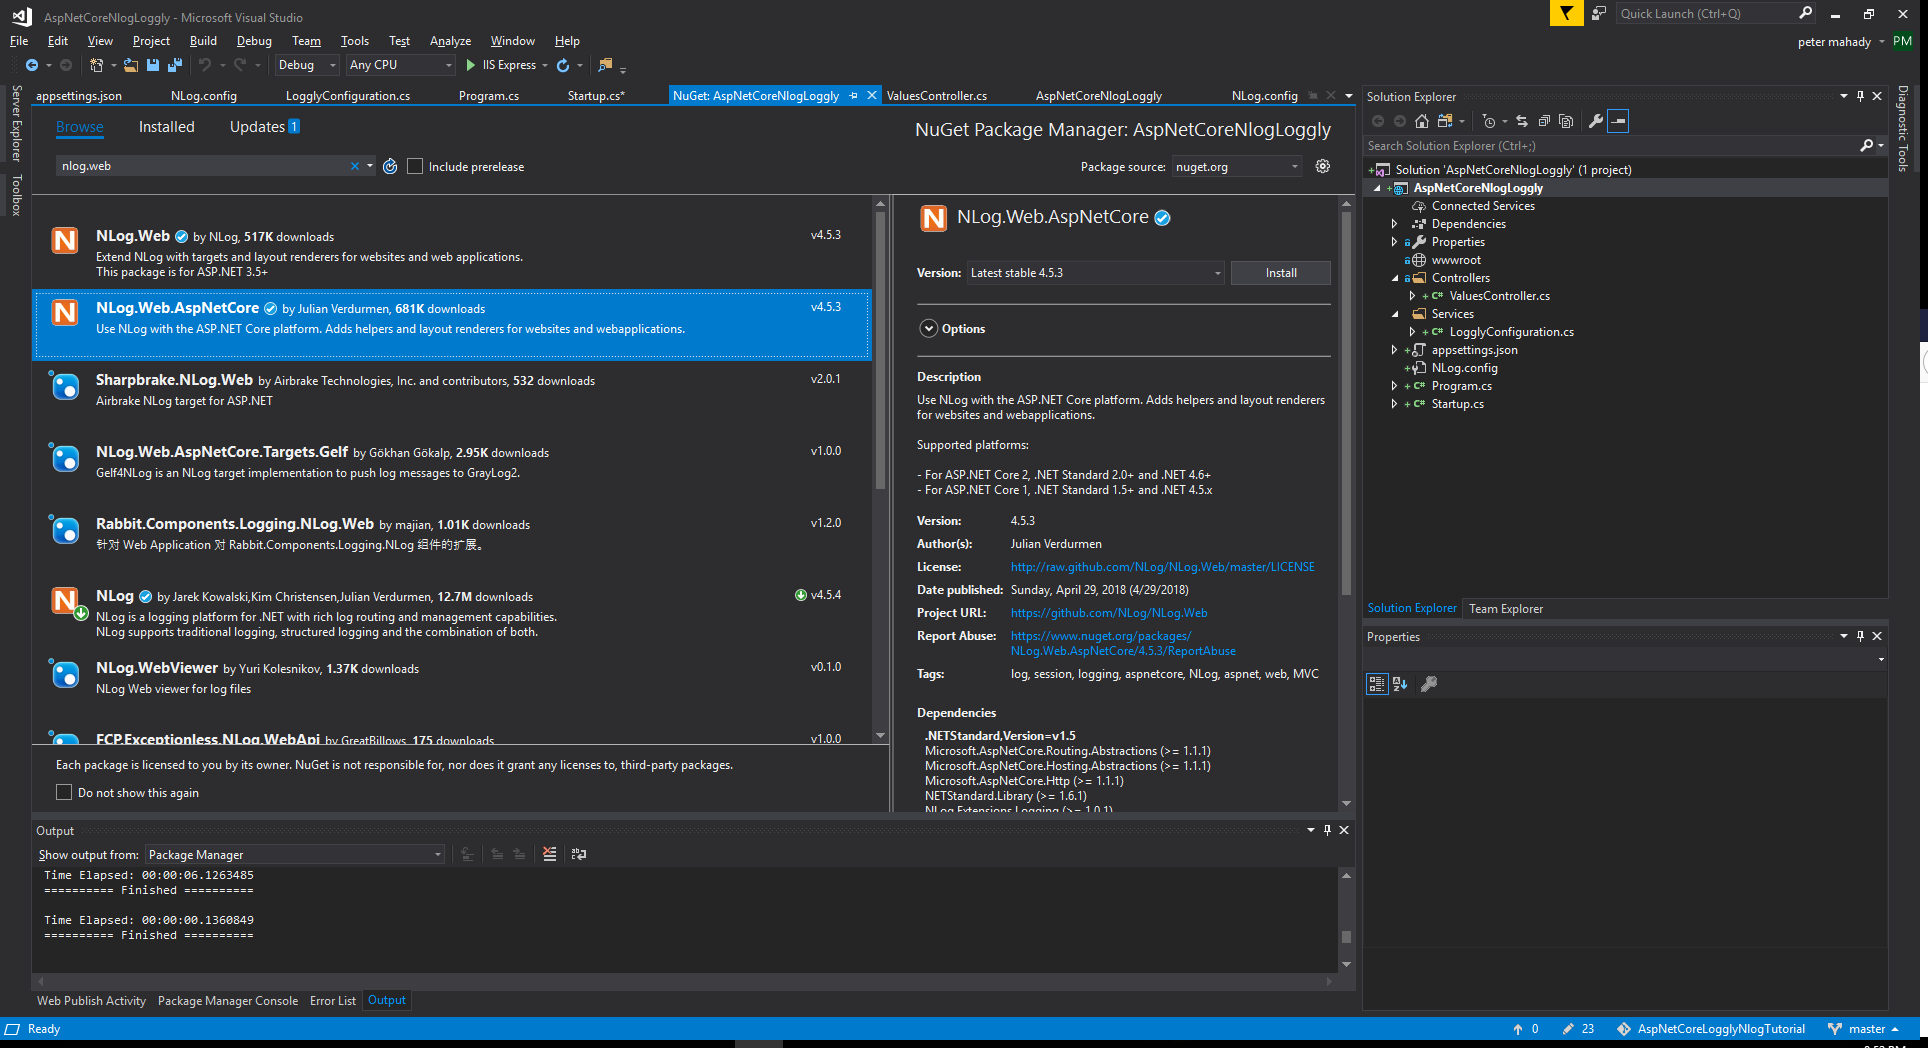 AspNetCoreNlogLoggly - Microsoft Visual Studio
Quick Launch (Ctrl+Q)
File Edit View Project Build Debug Team Tools Test Analyze Window Help
peter mahady PM
Debug Any CPU IIS Express
Server Explorer
Toolbox
appsettings.json NLog.config LogglyConfiguration.cs Program.cs Startup.cs* NuGet: AspNetCoreNlogLoggly ValuesController.cs AspNetCoreNlogLoggly NLog.config
Browse Installed Updates 1
NuGet Package Manager: AspNetCoreNlogLoggly
nlog.web
Include prerelease
Package source: nuget.org
NLog.Web by NLog, 517K downloads v4.5.3
Extend NLog with targets and layout renderers for websites and web applications.
This package is for ASP.NET 3.5+
NLog.Web.AspNetCore by Julian Verdurmen, 681K downloads v4.5.3
Use NLog with the ASP.NET Core platform. Adds helpers and layout renderers for websites and webapplications.
Sharpbrake.NLog.Web by Airbrake Technologies, Inc. and contributors, 532 downloads v2.0.1
Airbrake NLog target for ASP.NET
NLog.Web.AspNetCore.Targets.Gelf by Gökhan Gökalp, 2.95K downloads v1.0.0
Gelf4NLog is an NLog target implementation to push log messages to GrayLog2.
Rabbit.Components.Logging.NLog.Web by majian, 1.01K downloads v1.2.0
针对 Web Application 对 Rabbit.Components.Logging.NLog 组件的扩展。
NLog by Jarek Kowalski,Kim Christensen,Julian Verdurmen, 12.7M downloads v4.5.4
NLog is a logging platform for .NET with rich log routing and management capabilities.
NLog supports traditional logging, structured logging and the combination of both.
NLog.WebViewer by Yuri Kolesnikov, 1.37K downloads v0.1.0
NLog Web viewer for log files
FCP.Exceptionless.NLog.WebApi by GreatBillows, 175 downloads v1.0.0
Each package is licensed to you by its owner. NuGet is not responsible for, nor does it grant any licenses to, third-party packages.
Do not show this again
NLog.Web.AspNetCore
Version: Latest stable 4.5.3 Install
Options
Description
Use NLog with the ASP.NET Core platform. Adds helpers and layout renderers
for websites and webapplications.
Supported platforms:
- For ASP.NET Core 2, .NET Standard 2.0+ and .NET 4.6+
- For ASP.NET Core 1, .NET Standard 1.5+ and .NET 4.5.x
Version: 4.5.3
Author(s): Julian Verdurmen
License: http://raw.github.com/NLog/NLog.Web/master/LICENSE
Date published: Sunday, April 29, 2018 (4/29/2018)
Project URL: https://github.com/NLog/NLog.Web
Report Abuse: https://www.nuget.org/packages/
NLog.Web.AspNetCore/4.5.3/ReportAbuse
Tags: log, session, logging, aspnetcore, NLog, aspnet, web, MVC
Dependencies
.NETStandard,Version=v1.5
Microsoft.AspNetCore.Routing.Abstractions (>= 1.1.1)
Microsoft.AspNetCore.Hosting.Abstractions (>= 1.1.1)
Microsoft.AspNetCore.Http (>= 1.1.1)
NETStandard.Library (>= 1.6.1)
NLog.Extensions.Logging (>= 1.0.1)
Output
Show output from: Package Manager
Time Elapsed: 00:00:06.1263485
========== Finished ==========
Time Elapsed: 00:00:00.1360849
========== Finished ==========
Web Publish Activity Package Manager Console Error List Output
Solution Explorer
Search Solution Explorer (Ctrl+;)
Solution 'AspNetCoreNlogLoggly' (1 project)
AspNetCoreNlogLoggly
Connected Services
Dependencies
Properties
wwwroot
Controllers
C# ValuesController.cs
Services
C# LogglyConfiguration.cs
appsettings.json
NLog.config
C# Program.cs
C# Startup.cs
Solution Explorer Team Explorer
Properties
Diagnostic Tools
Ready
0 23 AspNetCoreLogglyNlogTutorial master